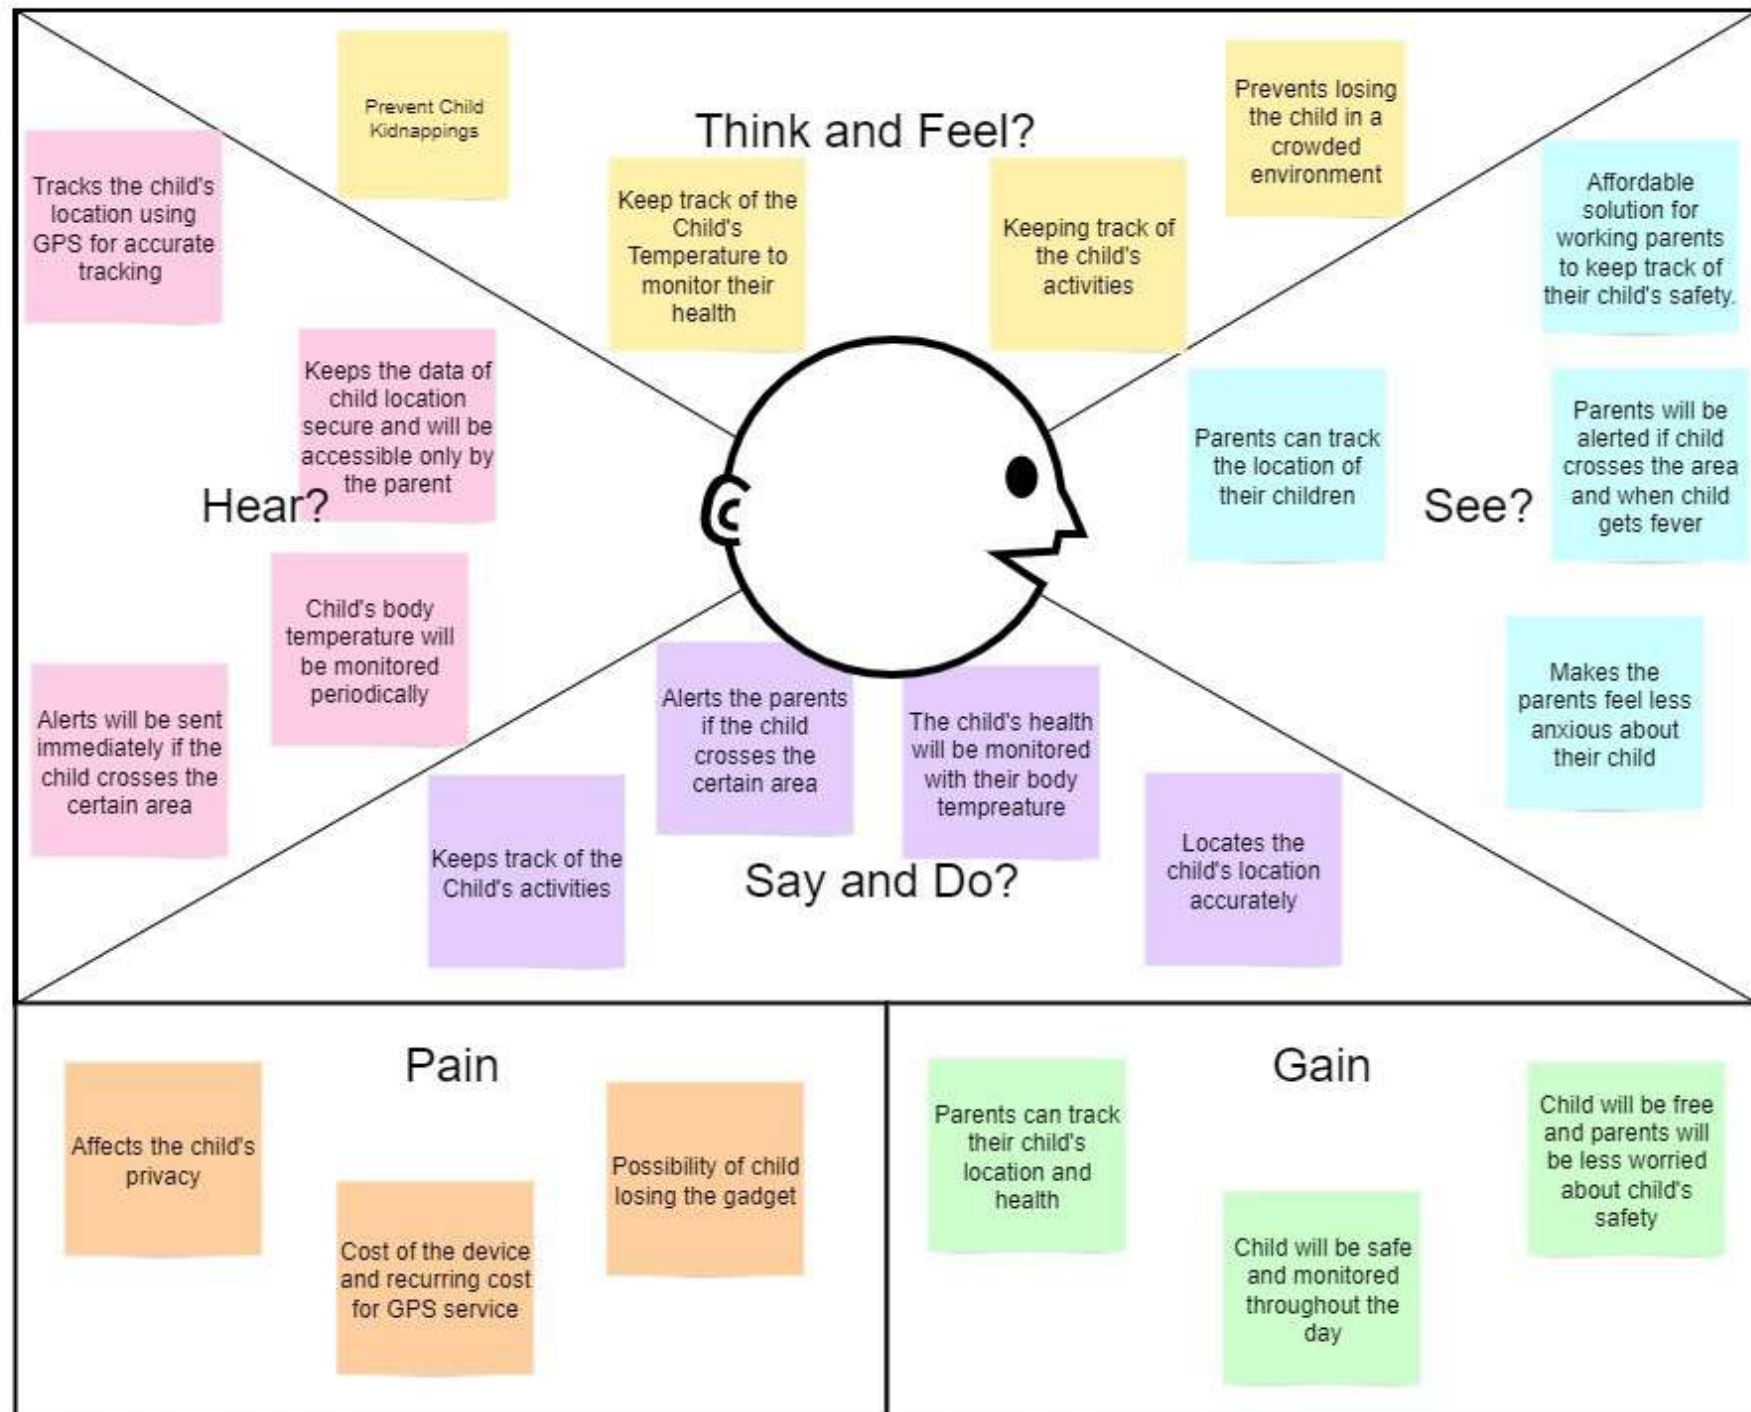 Think and Feel?
Prevent Child
Kidnappings
Keep track of the
Child's
Temperature to
monitor their
health
Keeping track of
the child's
activities
Prevents losing
the child in a
crowded
environment
Hear?
Tracks the child's
location using
GPS for accurate
tracking
Keeps the data of
child location
secure and will be
accessible only by
the parent
Child's body
temperature will
be monitored
periodically
Alerts will be sent
immediately if the
child crosses the
certain area
See?
Affordable
solution for
working parents
to keep track of
their child's safety.
Parents can track
the location of
their children
Parents will be
alerted if child
crosses the area
and when child
gets fever
Makes the
parents feel less
anxious about
their child
Say and Do?
Keeps track of the
Child's activities
Alerts the parents
if the child
crosses the
certain area
The child's health
will be monitored
with their body
tempreature
Locates the
child's location
accurately
Pain
Affects the child's
privacy
Cost of the device
and recurring cost
for GPS service
Possibility of child
losing the gadget
Gain
Parents can track
their child's
location and
health
Child will be safe
and monitored
throughout the
day
Child will be free
and parents will
be less worried
about child's
safety